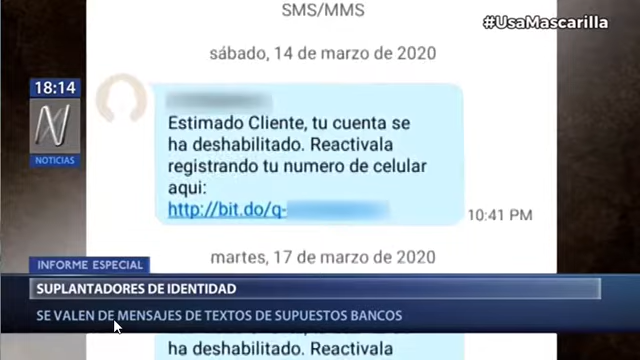 SMS/MMS
#UsaMascarilla
sábado, 14 de marzo de 2020
18:14
N
NOTICIAS
Estimado Cliente, tu cuenta se
ha deshabilitado. Reactivala
registrando tu numero de celular
aqui:
http://bit.do/q-
10:41 PM
martes, 17 de marzo de 2020
INFORME ESPECIAL
SUPLANTADORES DE IDENTIDAD
SE VALEN DE MENSAJES DE TEXTOS DE SUPUESTOS BANCOS
ha deshabilitado. Reactivala